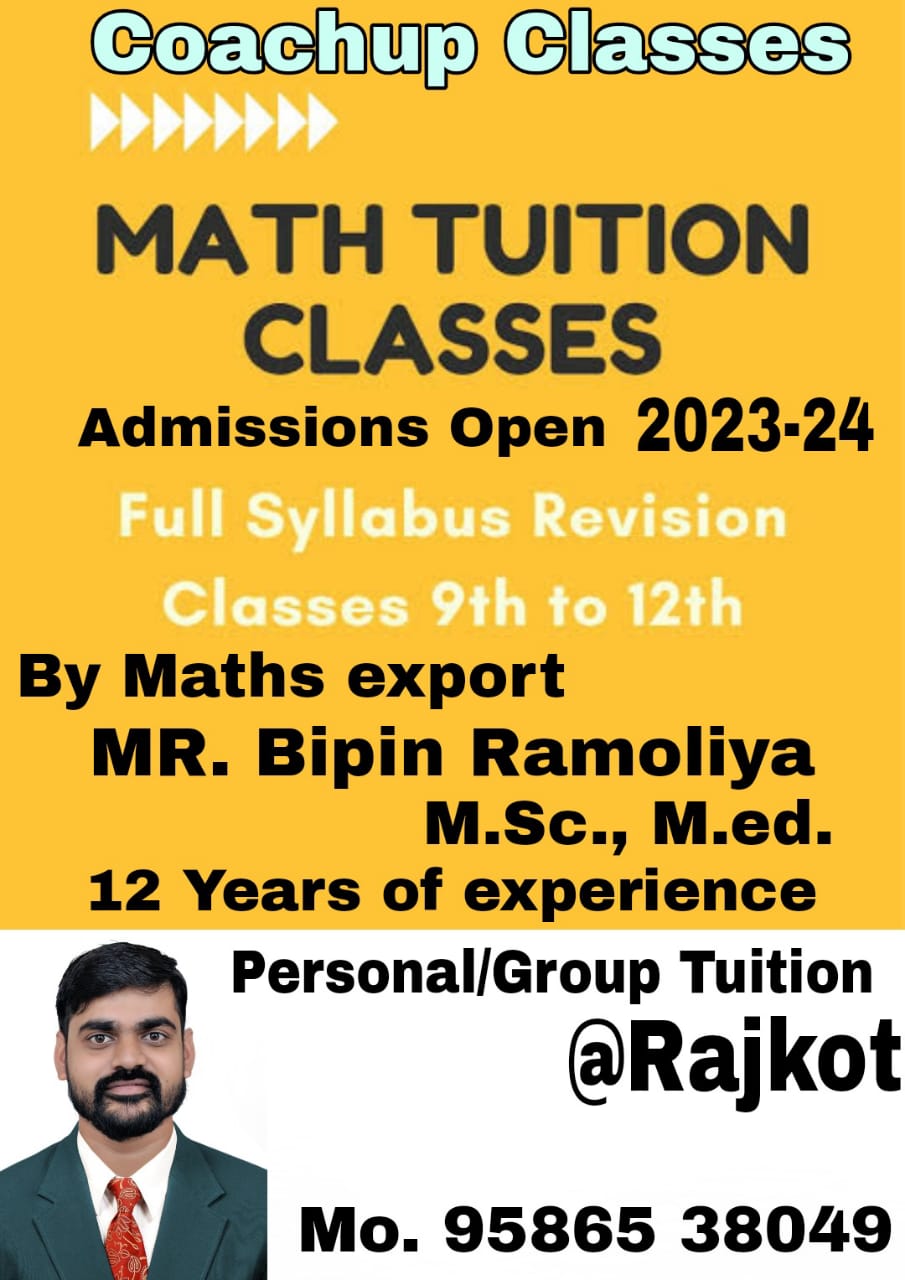 Coachup Classes
MATH TUITION
CLASSES
Admissions Open 2023-24
Full Syllabus Revision
Classes 9th to 12th
By Maths export
MR. Bipin Ramoliya
M.Sc., M.ed.
12 Years of experience
Personal/Group Tuition
@Rajkot
Mo. 95865 38049